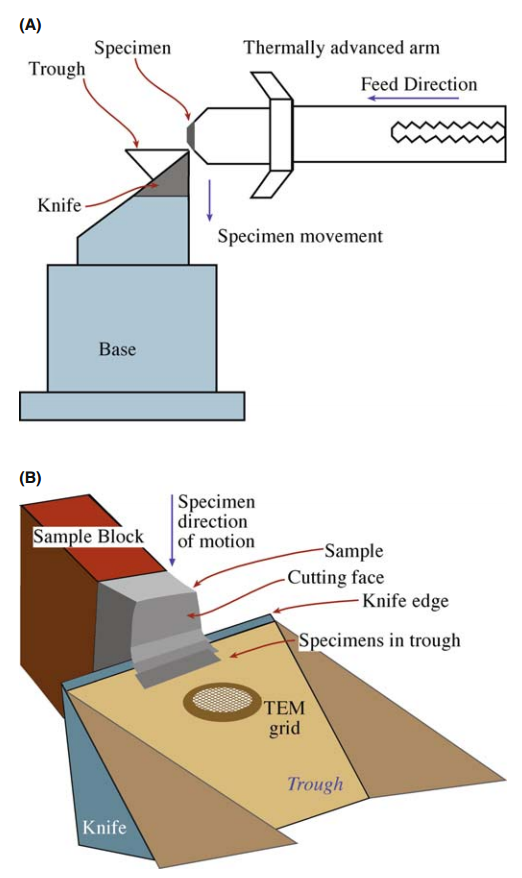 (A)
Specimen
Thermally advanced arm
Trough
Feed Direction
Knife
Specimen movement
Base
(B)
Specimen
direction
of motion
Sample Block
Sample
Cutting face
Knife edge
Specimens in trough
TEM
grid
Trough
Knife